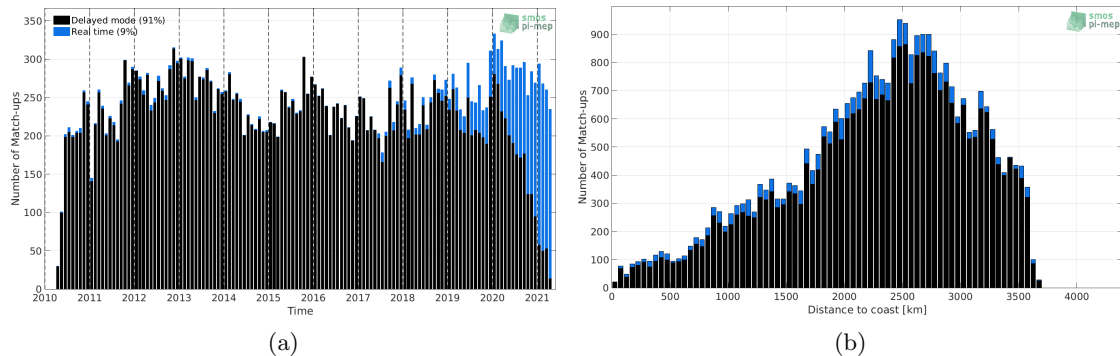 Delayed mode (91%)
Real time (9%)
smos
pi-mep
Number of Match-ups
350
300
250
200
150
100
50
0
2010 2011 2012 2013 2014 2015 2016 2017 2018 2019 2020 2021
Time
(a)
smos
pi-mep
Number of Match-ups
900
800
700
600
500
400
300
200
100
0
0 500 1000 1500 2000 2500 3000 3500 4000
Distance to coast [km]
(b)